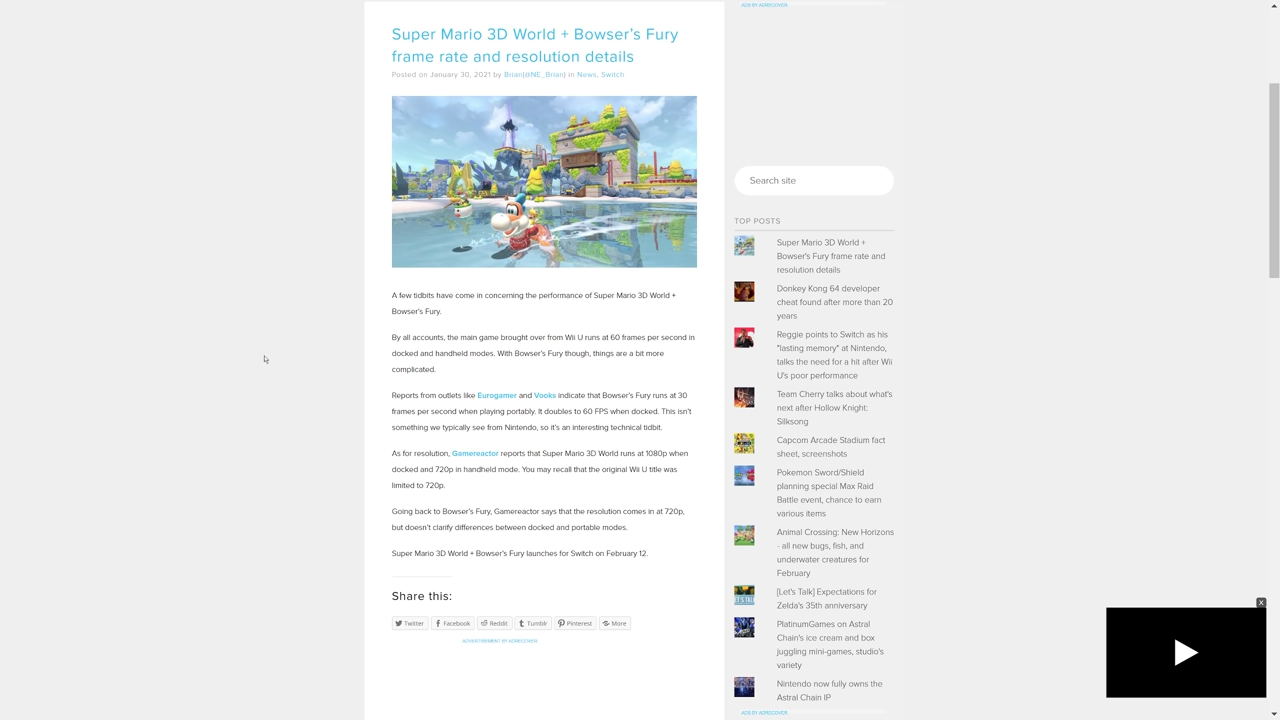 ADS BY ADRECOVER
Super Mario 3D World + Bowser's Fury
frame rate and resolution details
Posted on January 30, 2021 by Brian(@NE_Brian) in News, Switch
Search site
TOP POSTS
Super Mario 3D World +
Bowser's Fury frame rate and
resolution details
Donkey Kong 64 developer
cheat found after more than 20
years
Reggie points to Switch as his
"lasting memory" at Nintendo,
talks the need for a hit after Wii
U's poor performance
Team Cherry talks about what's
next after Hollow Knight:
Silksong
Capcom Arcade Stadium fact
sheet, screenshots
Pokemon Sword/Shield
planning special Max Raid
Battle event, chance to earn
various items
Animal Crossing: New Horizons
- all new bugs, fish, and
underwater creatures for
February
[Let's Talk] Expectations for
Zelda's 35th anniversary
PlatinumGames on Astral
Chain's ice cream and box
juggling mini-games, studio's
variety
Nintendo now fully owns the
Astral Chain IP
ADS BY ADRECOVER
A few tidbits have come in concerning the performance of Super Mario 3D World +
Bowser's Fury.
By all accounts, the main game brought over from Wii U runs at 60 frames per second in
docked and handheld modes. With Bowser's Fury though, things are a bit more
complicated.
Reports from outlets like Eurogamer and Vooks indicate that Bowser's Fury runs at 30
frames per second when playing portably. It doubles to 60 FPS when docked. This isn't
something we typically see from Nintendo, so it's an interesting technical tidbit.
As for resolution, Gamereactor reports that Super Mario 3D World runs at 1080p when
docked and 720p in handheld mode. You may recall that the original Wii U title was
limited to 720p.
Going back to Bowser's Fury, Gamereactor says that the resolution comes in at 720p,
but doesn't clarify differences between docked and portable modes.
Super Mario 3D World + Bowser's Fury launches for Switch on February 12.
Share this:
Twitter Facebook Reddit Tumblr Pinterest More
ADVERTISEMENT BY ADRECOVER
X